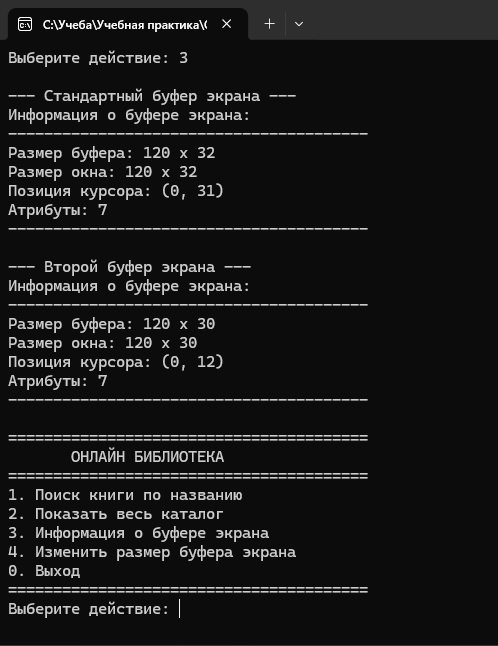 C:\Учеба\Учебная практика\
Выберите действие: 3
--- Стандартный буфер экрана ---
Информация о буфере экрана:
----------------------------------------
Размер буфера: 120 x 32
Размер окна: 120 x 32
Позиция курсора: (0, 31)
Атрибуты: 7
----------------------------------------
--- Второй буфер экрана ---
Информация о буфере экрана:
----------------------------------------
Размер буфера: 120 x 30
Размер окна: 120 x 30
Позиция курсора: (0, 12)
Атрибуты: 7
----------------------------------------
========================================
ОНЛАЙН БИБЛИОТЕКА
========================================
1. Поиск книги по названию
2. Показать весь каталог
3. Информация о буфере экрана
4. Изменить размер буфера экрана
0. Выход
========================================
Выберите действие: